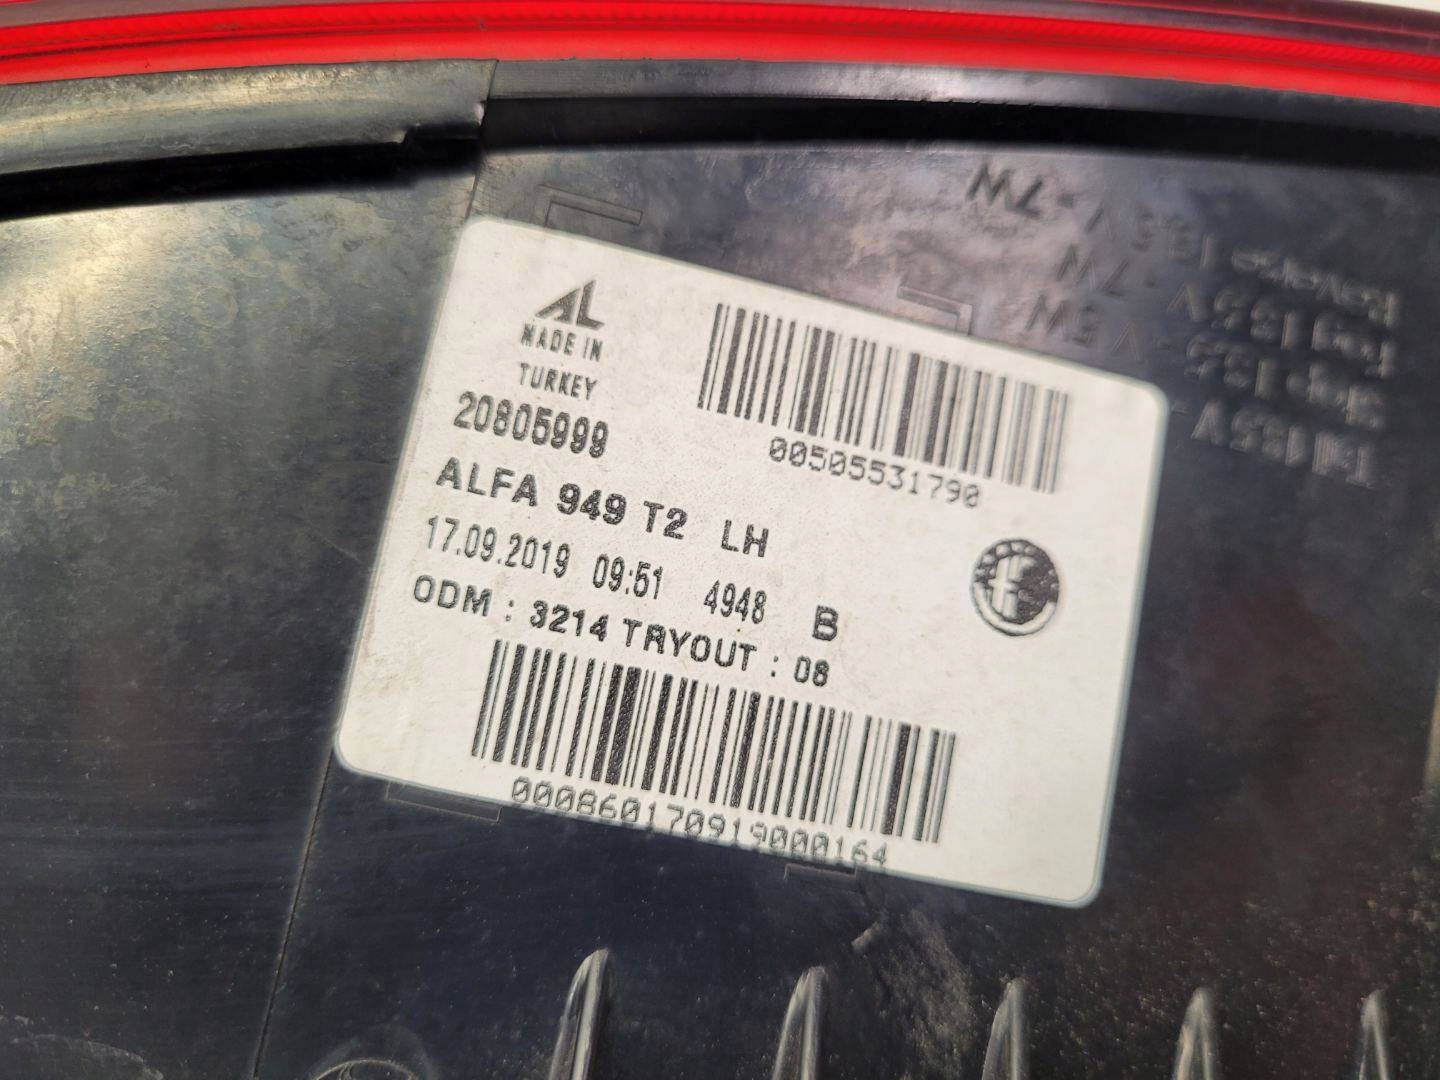 AL
MADE IN
TURKEY
20805999
00505531790
ALFA 949 T2 LH
17.09.2019 09:51 4948 B
ODM : 3214 TRYOUT : 08
000860170919000164